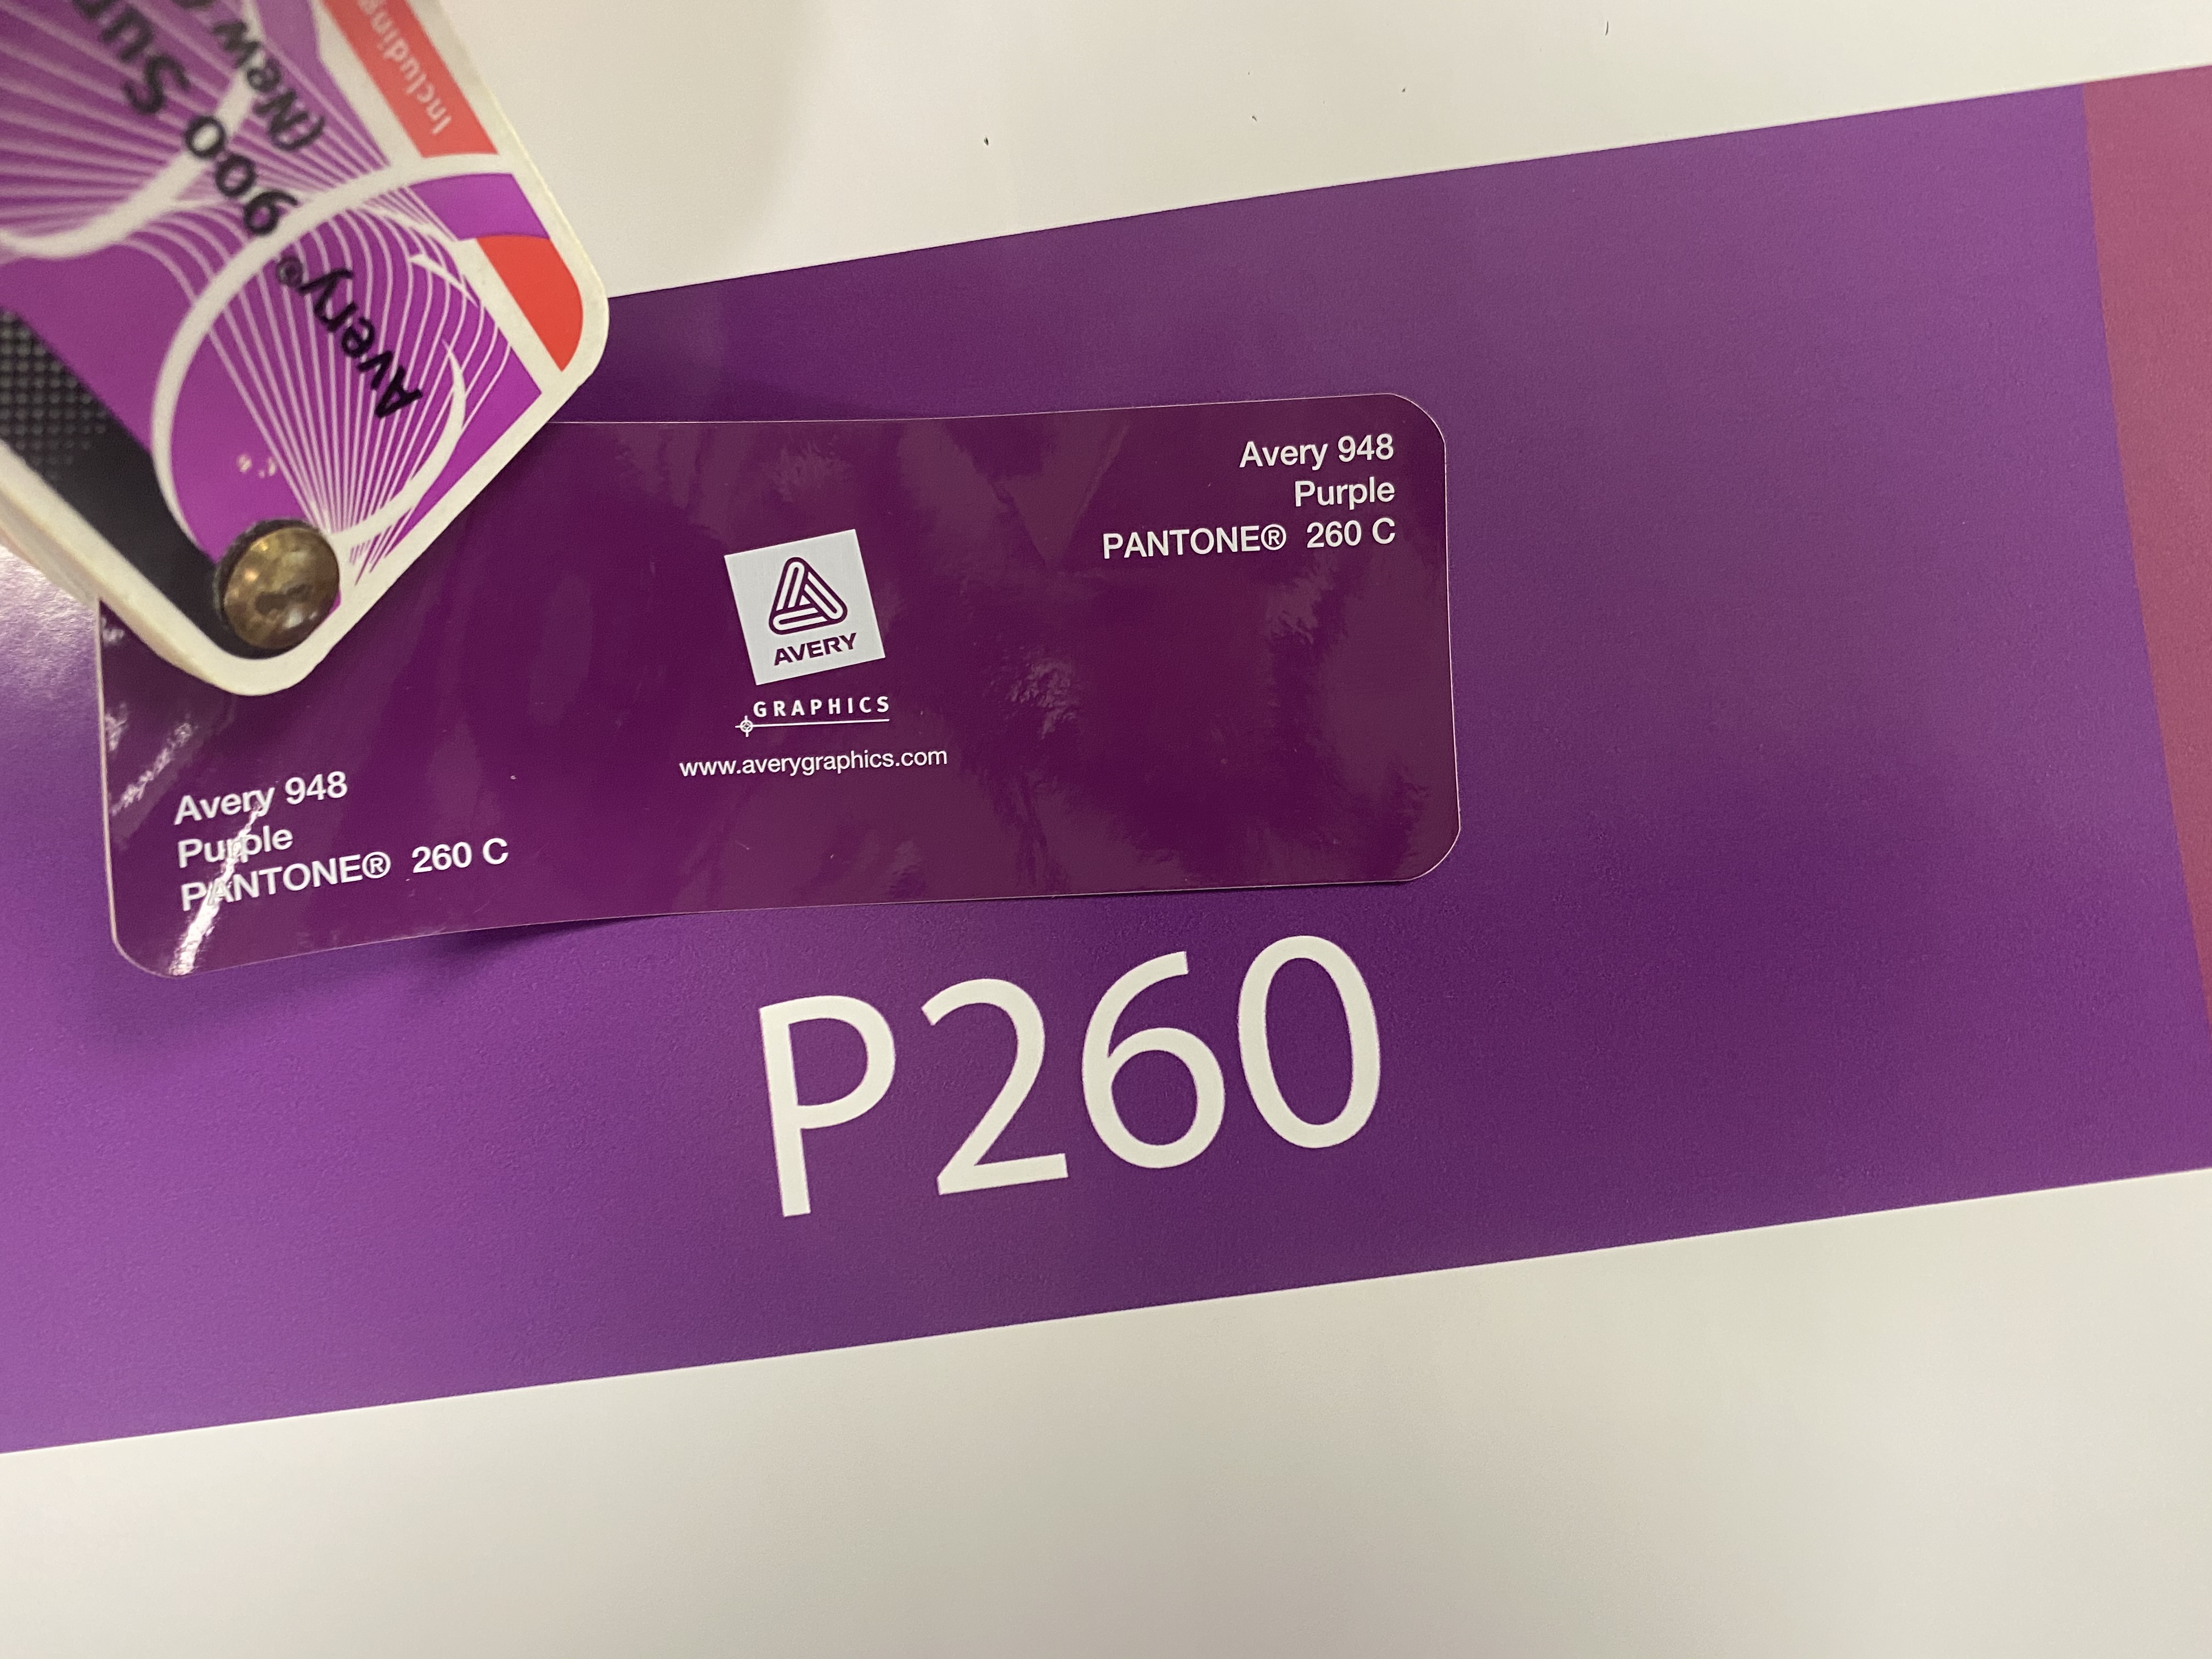 Including
(New
900 Su
Avery®
Avery 948
Purple
PANTONE® 260 C
AVERY
GRAPHICS
www.averygraphics.com
Avery 948
Purple
PANTONE® 260 C
P260